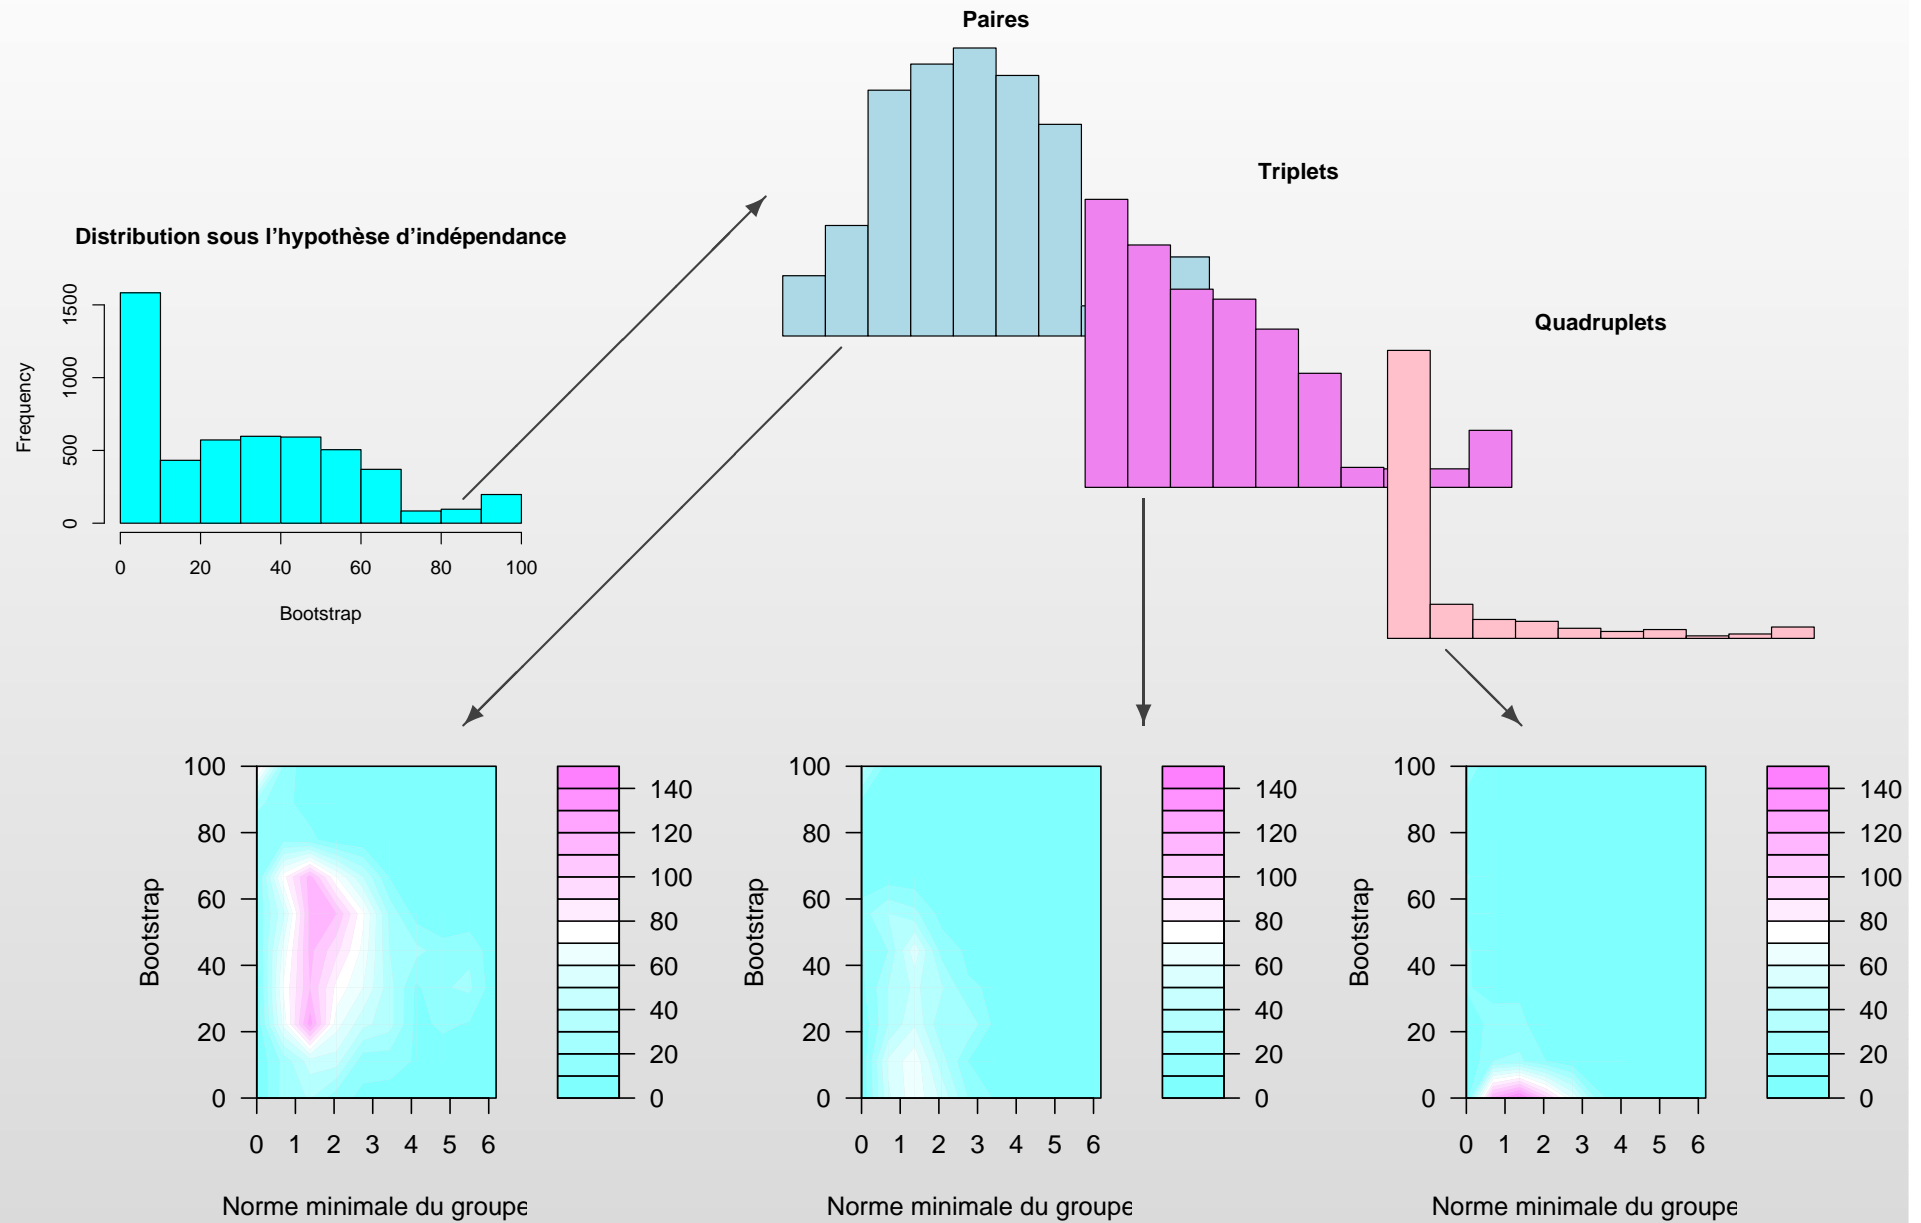 Paires
Triplets
Distribution sous l'hypothèse d'indépendance
Quadruplets
Frequency
1500
1000
500
0
0 20 40 60 80 100
Bootstrap
Bootstrap
100
80
60
40
20
0
0 1 2 3 4 5 6
Norme minimale du groupe
140
120
100
80
60
40
20
0
Bootstrap
100
80
60
40
20
0
0 1 2 3 4 5 6
Norme minimale du groupe
140
120
100
80
60
40
20
0
Bootstrap
100
80
60
40
20
0
0 1 2 3 4 5 6
Norme minimale du groupe
140
120
100
80
60
40
20
0